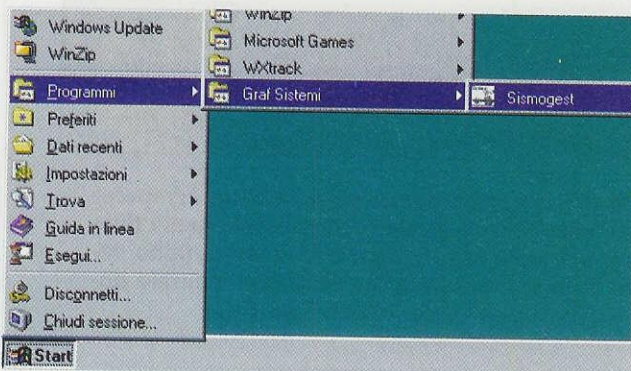 Windows Update
WinZip
Programmi
Preferiti
Dati recenti
Impostazioni
Trova
Guida in linea
Esegui...
Disconnetti...
Chiudi sessione...
Start
WinZip
Microsoft Games
WXtrack
Graf Sistemi
Sismogest